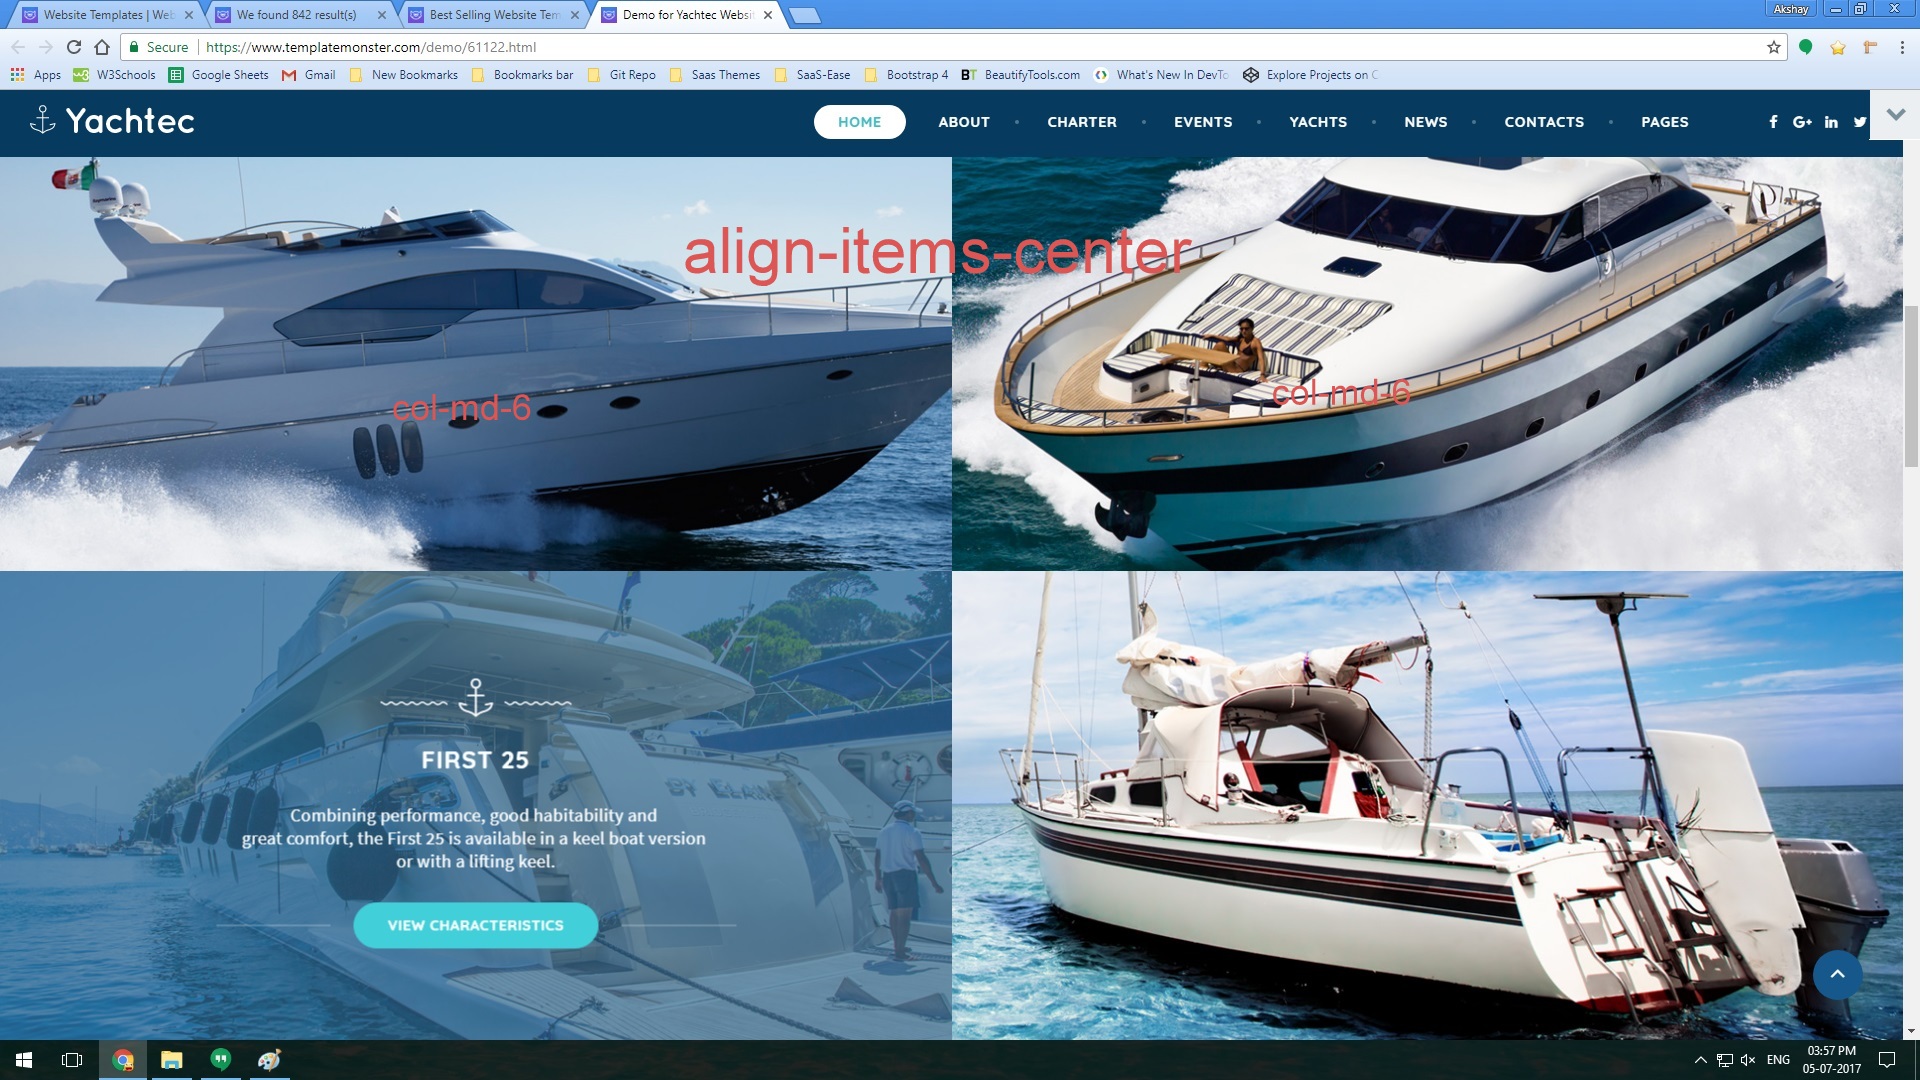 Website Templates | Web
We found 842 result(s)
Best Selling Website Tem
Demo for Yachtec Websit
Akshay
Secure
https://www.templatemonster.com/demo/61122.html
Apps
W3Schools
Google Sheets
Gmail
New Bookmarks
Bookmarks bar
Git Repo
Saas Themes
SaaS-Ease
Bootstrap 4
BT
BeautifyTools.com
What's New In DevTo
Explore Projects on C
Yachtec
HOME
ABOUT
CHARTER
EVENTS
YACHTS
NEWS
CONTACTS
PAGES
align-items-center
col-md-6
col-md-6
FIRST 25
BY ELAN
Combining performance, good habitability and
great comfort, the First 25 is available in a keel boat version
or with a lifting keel.
VIEW CHARACTERISTICS
ENG
03:57 PM
05-07-2017